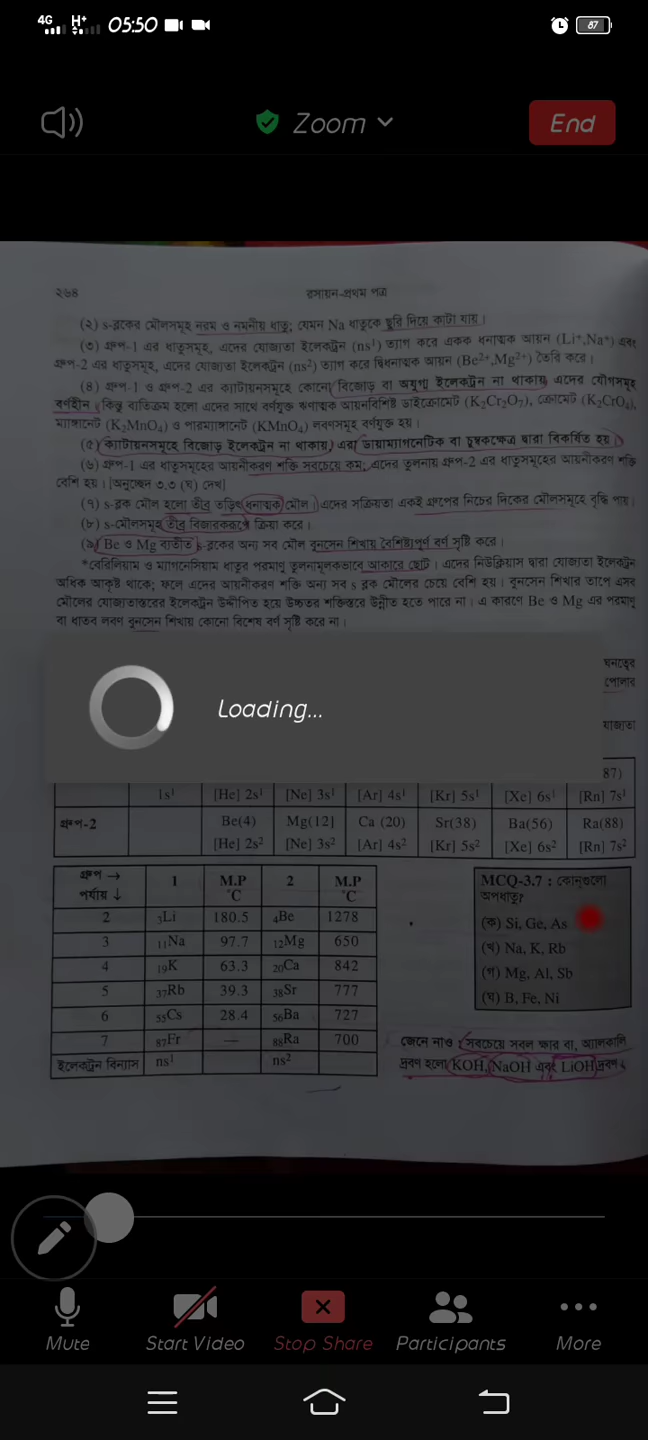 4G H+ 05:50 87
Zoom
End
২৬৪ রসায়ন-প্রথম পত্র
(২) s-ব্লকের মৌলসমূহ নরম ও নমনীয় ধাতু; যেমন Na ধাতুকে ছুরি দিয়ে কাটা যায়।
(৩) গ্রুপ-1 এর ধাতুসমূহ, এদের যোজ্যতা ইলেকট্রন (ns¹) ত্যাগ করে একক ধনাত্মক আয়ন (Li⁺,Na⁺) এবং
গ্রুপ-2 এর ধাতুসমূহ, এদের যোজ্যতা ইলেকট্রন (ns²) ত্যাগ করে দ্বিধনাত্মক আয়ন (Be²⁺,Mg²⁺) তৈরি করে।
(৪) গ্রুপ-1 ও গ্রুপ-2 এর ক্যাটায়নসমূহে কোনো বিজোড় বা অযুগ্ম ইলেকট্রন না থাকায় এদের যৌগসমূহ
বর্ণহীন। কিন্তু ব্যতিক্রম হলো এদের সাথে বর্ণযুক্ত ঋণাত্মক আয়নবিশিষ্ট ডাইক্রোমেট (K₂Cr₂O₇), ক্রোমেট (K₂CrO₄),
ম্যাঙ্গানেট (K₂MnO₄) ও পারম্যাঙ্গানেট (KMnO₄) লবণসমূহ বর্ণযুক্ত হয়।
(৫) ক্যাটায়নসমূহে বিজোড় ইলেকট্রন না থাকায়, এরা ডায়াম্যাগনেটিক বা চুম্বকক্ষেত্র দ্বারা বিকর্ষিত হয়।
(৬) গ্রুপ-1 এর ধাতুসমূহের আয়নীকরণ শক্তি সবচেয়ে কম; এদের তুলনায় গ্রুপ-2 এর ধাতুসমূহের আয়নীকরণ শক্তি
বেশি হয়। [অনুচ্ছেদ ৩.৩ (ঘ) দেখ]
(৭) s-ব্লক মৌল হলো তীব্র তড়িৎ ধনাত্মক মৌল। এদের সক্রিয়তা একই গ্রুপের নিচের দিকের মৌলসমূহে বৃদ্ধি পায়।
(৮) s-মৌলসমূহ তীব্র বিজারকরূপে ক্রিয়া করে।
(৯) Be ও Mg ব্যতীত s-ব্লকের অন্য সব মৌল বুনসেন শিখায় বৈশিষ্ট্যপূর্ণ বর্ণ সৃষ্টি করে।
*বেরিলিয়াম ও ম্যাগনেসিয়াম ধাতুর পরমাণু তুলনামূলকভাবে আকারে ছোট। এদের নিউক্লিয়াস দ্বারা যোজ্যতা ইলেকট্রন
অধিক আকৃষ্ট থাকে; ফলে এদের আয়নীকরণ শক্তি অন্য সব s ব্লক মৌলের চেয়ে বেশি হয়। বুনসেন শিখার তাপে এসব
মৌলের যোজ্যতাস্তরের ইলেকট্রন উদ্দীপিত হয়ে উচ্চতর শক্তিস্তরে উন্নীত হতে পারে না। এ কারণে Be ও Mg এর পরমাণু
বা ধাতব লবণ বুনসেন শিখায় কোনো বিশেষ বর্ণ সৃষ্টি করে না।
ঘনত্বের
পোলার
Loading...
যোজ্যতা
87)
1s¹ [He] 2s¹ [Ne] 3s¹ [Ar] 4s¹ [Kr] 5s¹ [Xe] 6s¹ [Rn] 7s¹
গ্রুপ-2 Be(4) Mg(12] Ca (20) Sr(38) Ba(56) Ra(88)
[He] 2s² [Ne] 3s² [Ar] 4s² [Kr] 5s² [Xe] 6s² [Rn] 7s²
গ্রুপ → 1 M.P 2 M.P
পর্যায় ↓ °C °C
2 ₃Li 180.5 ₄Be 1278
3 ₁₁Na 97.7 ₁₂Mg 650
4 ₁₉K 63.3 ₂₀Ca 842
5 ₃₇Rb 39.3 ₃₈Sr 777
6 ₅₅Cs 28.4 ₅₆Ba 727
7 ₈₇Fr — ₈₈Ra 700
ইলেকট্রন বিন্যাস ns¹ ns²
MCQ-3.7 : কোনগুলো
অপধাতু?
(ক) Si, Ge, As
(খ) Na, K, Rb
(গ) Mg, Al, Sb
(ঘ) B, Fe, Ni
জেনে নাও : সবচেয়ে সবল ক্ষার বা, অ্যালকালি
দ্রবণ হলো KOH, NaOH এবং LiOH দ্রবণ।
Mute Start Video Stop Share Participants More